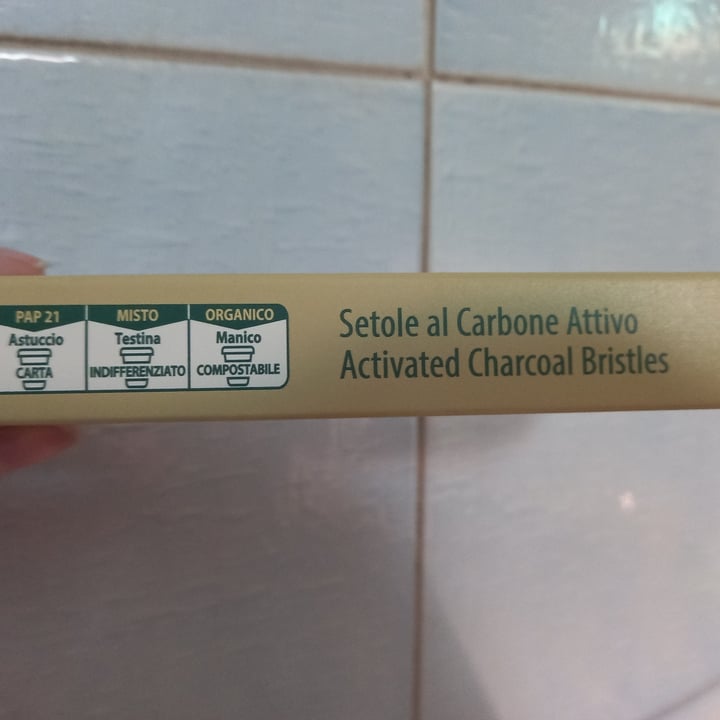 PAP 21 MISTO ORGANICO
Astuccio Testina Manico
CARTA INDIFFERENZIATO COMPOSTABILE
Setole al Carbone Attivo
Activated Charcoal Bristles